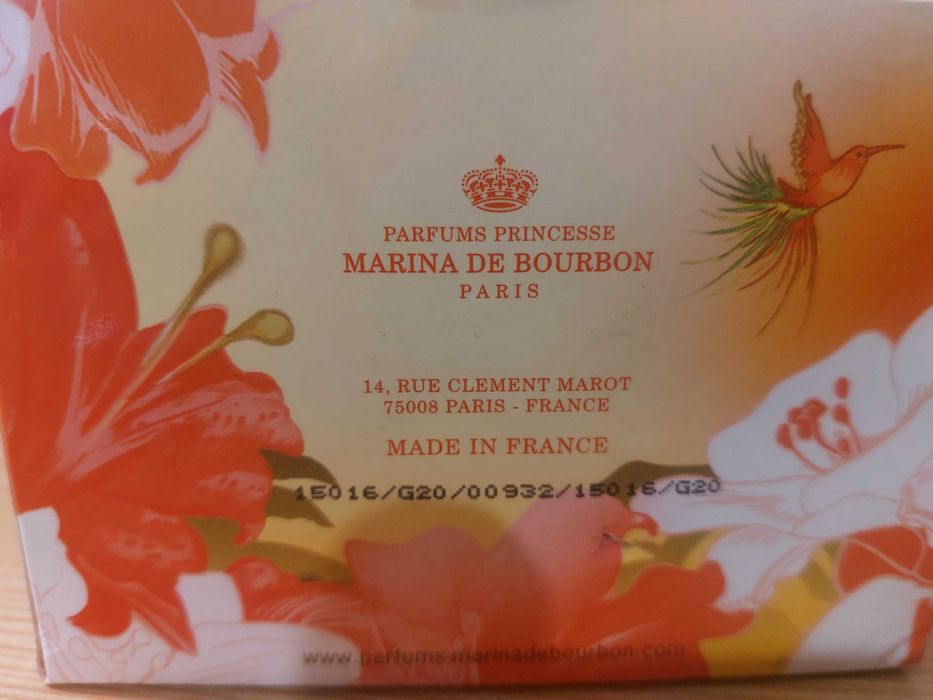 PARFUMS PRINCESSE
MARINA DE BOURBON
PARIS
14, RUE CLEMENT MAROT
75008 PARIS - FRANCE
MADE IN FRANCE
15016/G20/00932/15016/G20
www.parfums-marinadebourbon.com